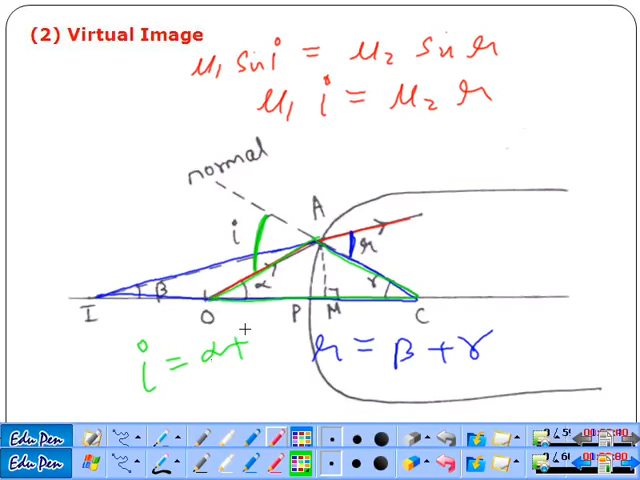 (2) Virtual Image
μ₁ sin i = μ₂ sin r
μ₁ i = μ₂ r
normal
A
i
r
α
β
γ
I
O
P
M
C
i = α +
r = β + γ
Edu Pen
Edu Pen